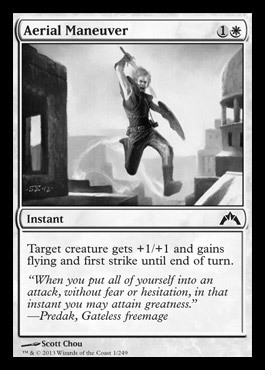 Aerial Maneuver 1
Instant
Target creature gets +1/+1 and gains
flying and first strike until end of turn.
"When you put all of yourself into an
attack, without fear or hesitation, in that
instant you may attain greatness."
—Predak, Gateless freemage
Scott Chou
™ & © 2013 Wizards of the Coast 1/249